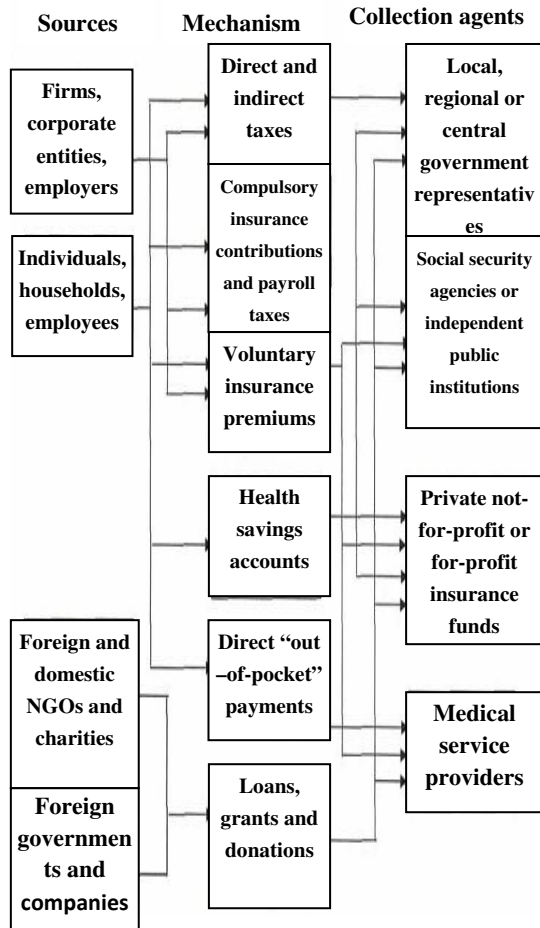 Sources
Mechanism
Collection agents
Firms,
corporate
entities,
employers
Individuals,
households,
employees
Foreign and
domestic
NGOs and
charities
Foreign
governmen
ts and
companies
Direct and
indirect
taxes
Compulsory
insurance
contributions
and payroll
taxes
Voluntary
insurance
premiums
Health
savings
accounts
Direct “out
–of-pocket”
payments
Loans,
grants and
donations
Local,
regional or
central
government
representativ
es
Social security
agencies or
independent
public
institutions
Private not-
for-profit or
for-profit
insurance
funds
Medical
service
providers